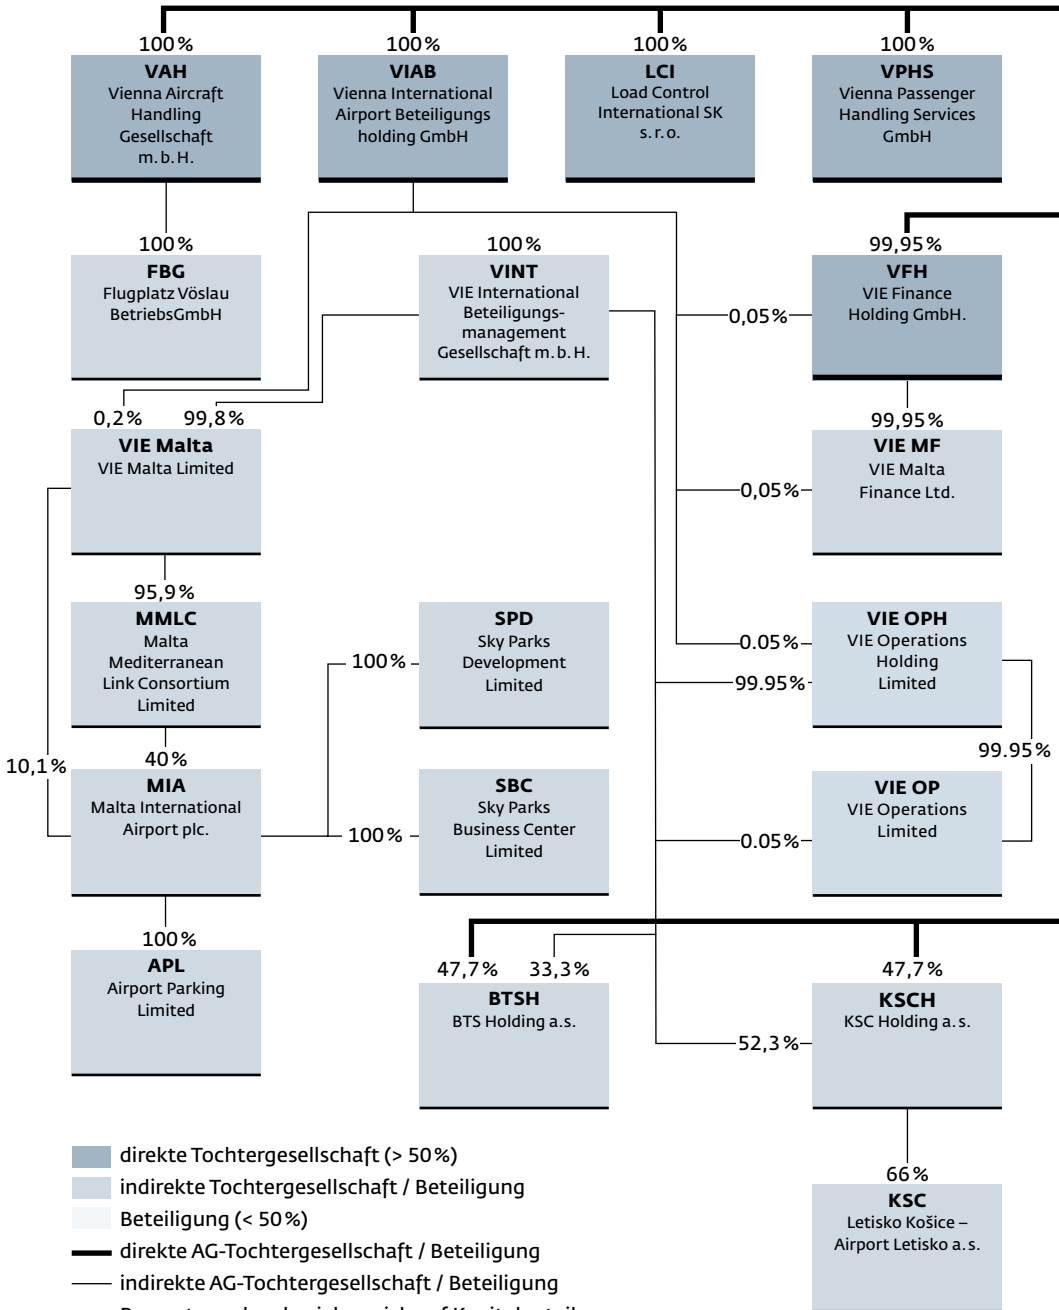 100 %
100 %
100 %
100 %
VAH
Vienna Aircraft
Handling
Gesellschaft
m. b. H.
VIAB
Vienna International
Airport Beteiligungs
holding GmbH
LCI
Load Control
International SK
s. r. o.
VPHS
Vienna Passenger
Handling Services
GmbH
100 %
FBG
Flugplatz Vöslau
BetriebsGmbH
100 %
VINT
VIE International
Beteiligungs-
management
Gesellschaft m. b. H.
99,95 %
VFH
VIE Finance
Holding GmbH.
0,05 %
0,2 %
99,8 %
VIE Malta
VIE Malta Limited
99,95 %
VIE MF
VIE Malta
Finance Ltd.
0,05 %
95,9 %
MMLC
Malta
Mediterranean
Link Consortium
Limited
100 %
SPD
Sky Parks
Development
Limited
0.05 %
99.95 %
VIE OPH
VIE Operations
Holding
Limited
99.95 %
10,1 %
40 %
MIA
Malta International
Airport plc.
100 %
SBC
Sky Parks
Business Center
Limited
0.05 %
VIE OP
VIE Operations
Limited
100 %
APL
Airport Parking
Limited
47,7 %
33,3 %
BTSH
BTS Holding a. s.
47,7 %
KSCH
KSC Holding a. s.
52,3 %
66 %
KSC
Letisko Košice –
Airport Letisko a. s.
direkte Tochtergesellschaft (> 50 %)
indirekte Tochtergesellschaft / Beteiligung
Beteiligung (< 50 %)
direkte AG-Tochtergesellschaft / Beteiligung
indirekte AG-Tochtergesellschaft / Beteiligung